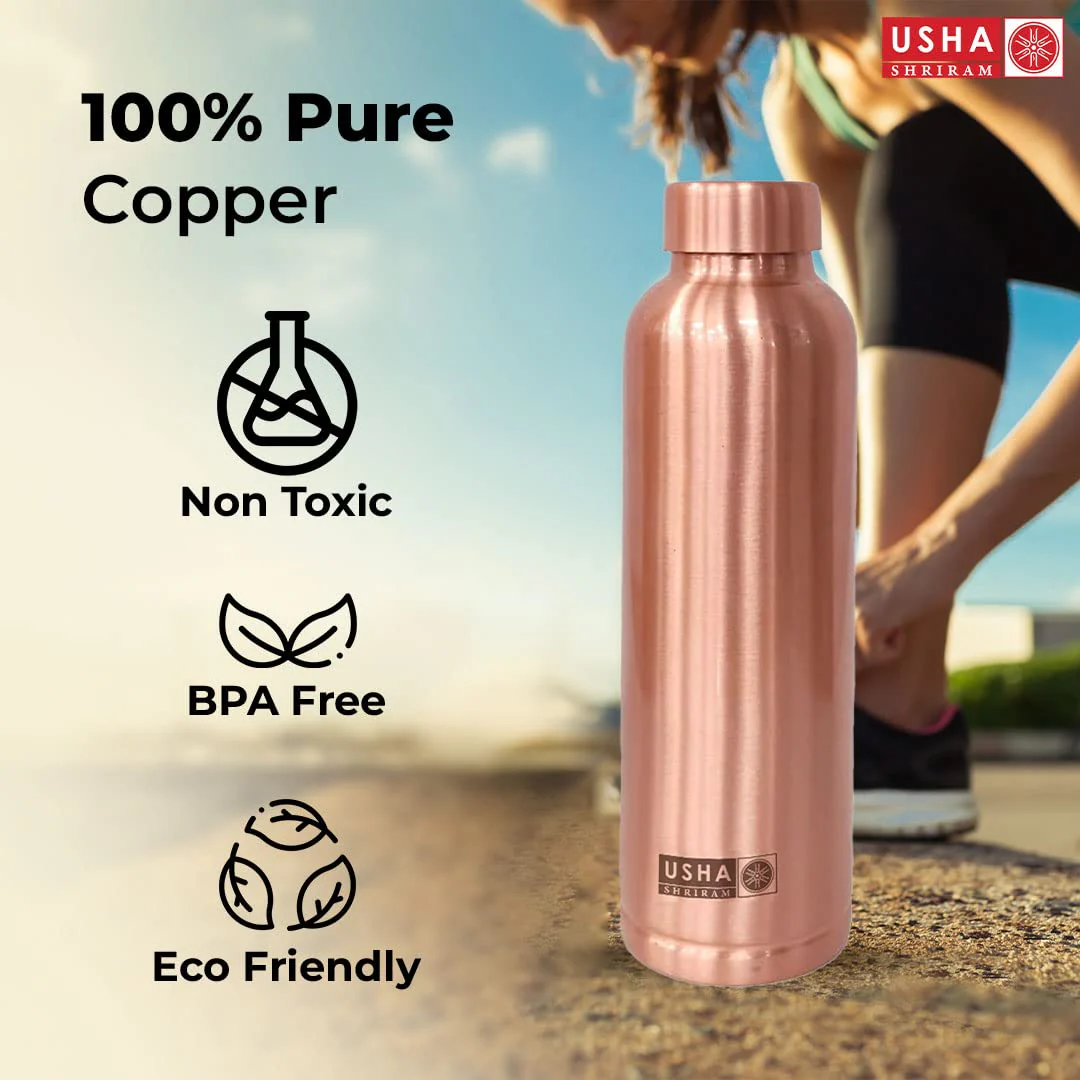 USHA
SHRIRAM
100% Pure
Copper
Non Toxic
BPA Free
Eco Friendly
USHA
SHRIRAM